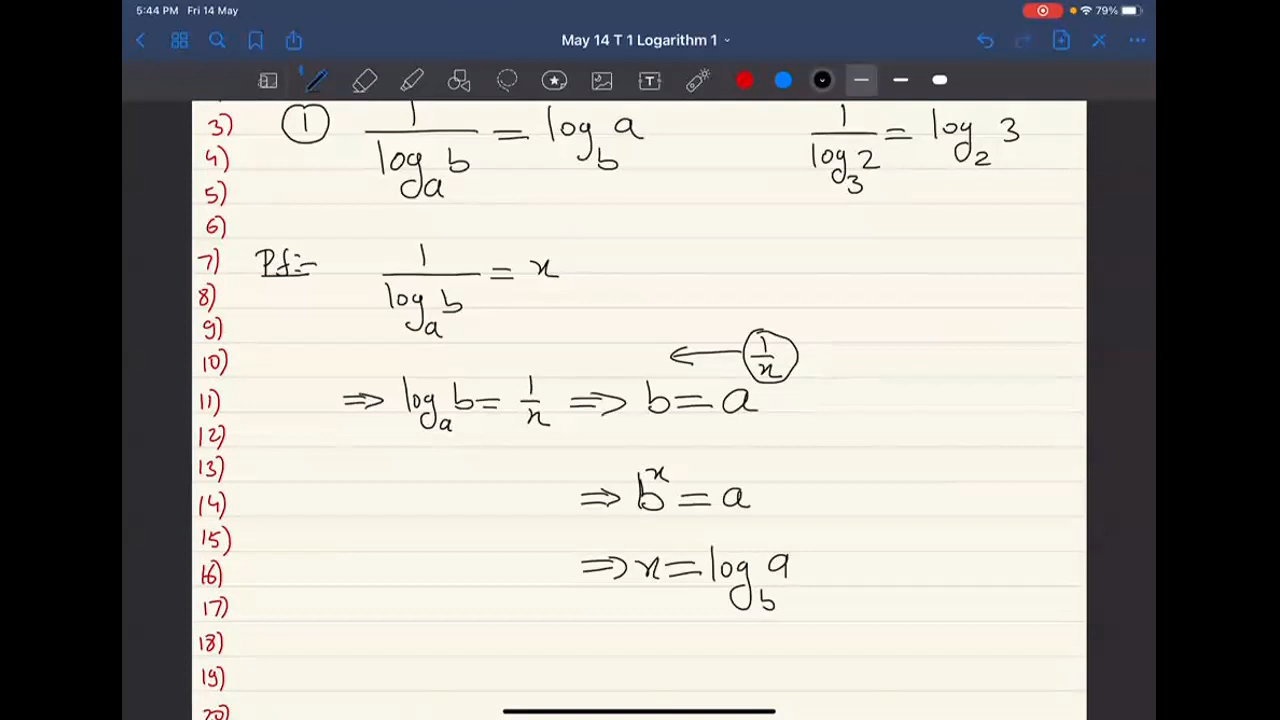 5:44 PM Fri 14 May 79%
May 14 T 1 Logarithm 1
3) ① 1/log_a b = log_b a 1/log_3 2 = log_2 3
4)
5)
6)
7) Pf:- 1/log_a b = x
8)
9)
10) 1/x
11) ⇒ log_a b = 1/x ⇒ b = a
12)
13)
14) ⇒ b^x = a
15)
16) ⇒ x = log_b a
17)
18)
19)
20)